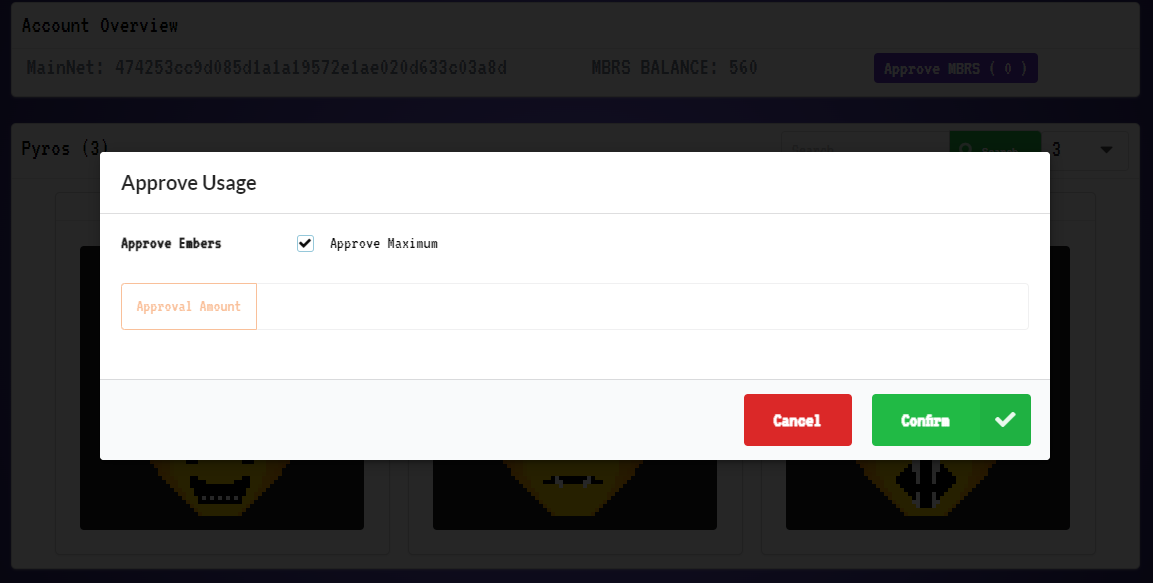 Account Overview
MainNet: 474253cc9d085d1a1a19572e1ae020d633c03a8d MBRS BALANCE: 560 Approve MBRS ( 0 )
Pyros (3) Search Search 3
Approve Usage
Approve Embers Approve Maximum
Approval Amount
Cancel Confirm